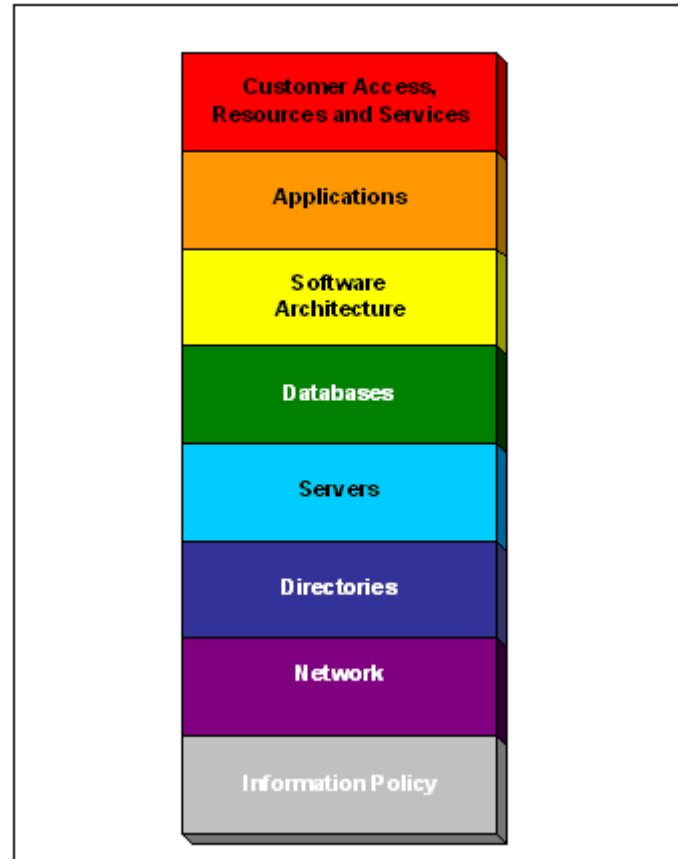 Customer Access,
Resources and Services
Applications
Software
Architecture
Databases
Servers
Directories
Network
Information Policy